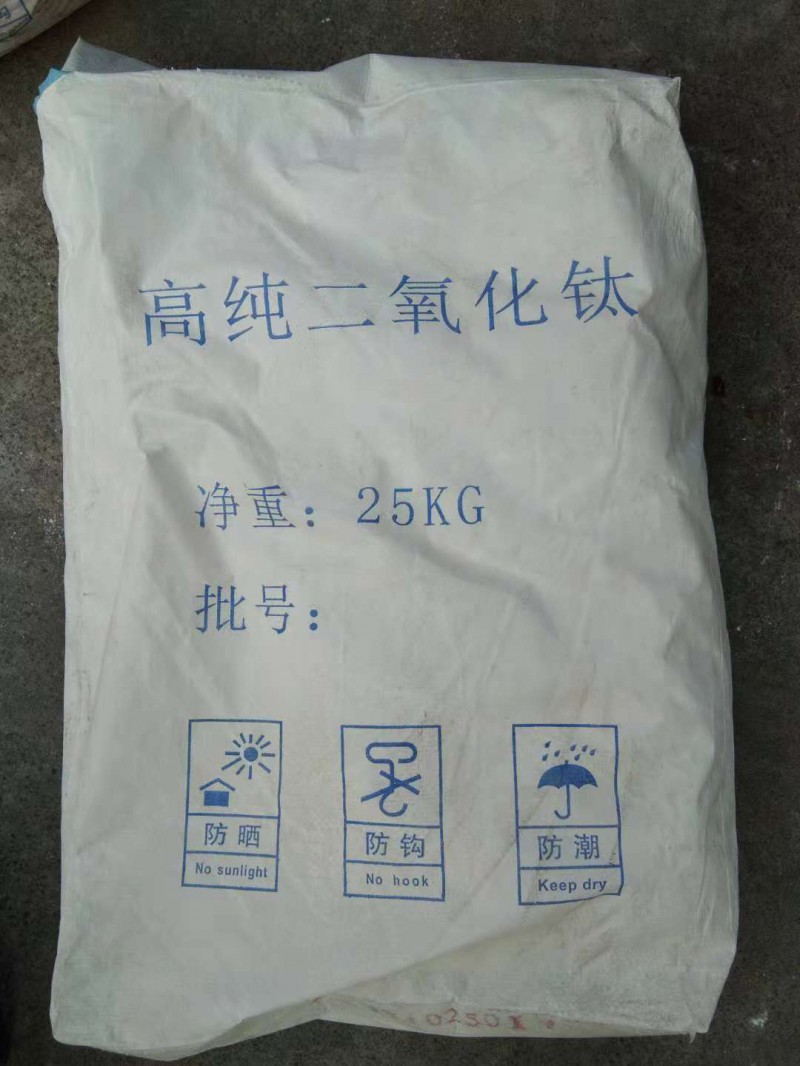 高纯二氧化钛
净重：25KG
批号：
防晒
No sunlight
防钩
No hook
防潮
Keep dry